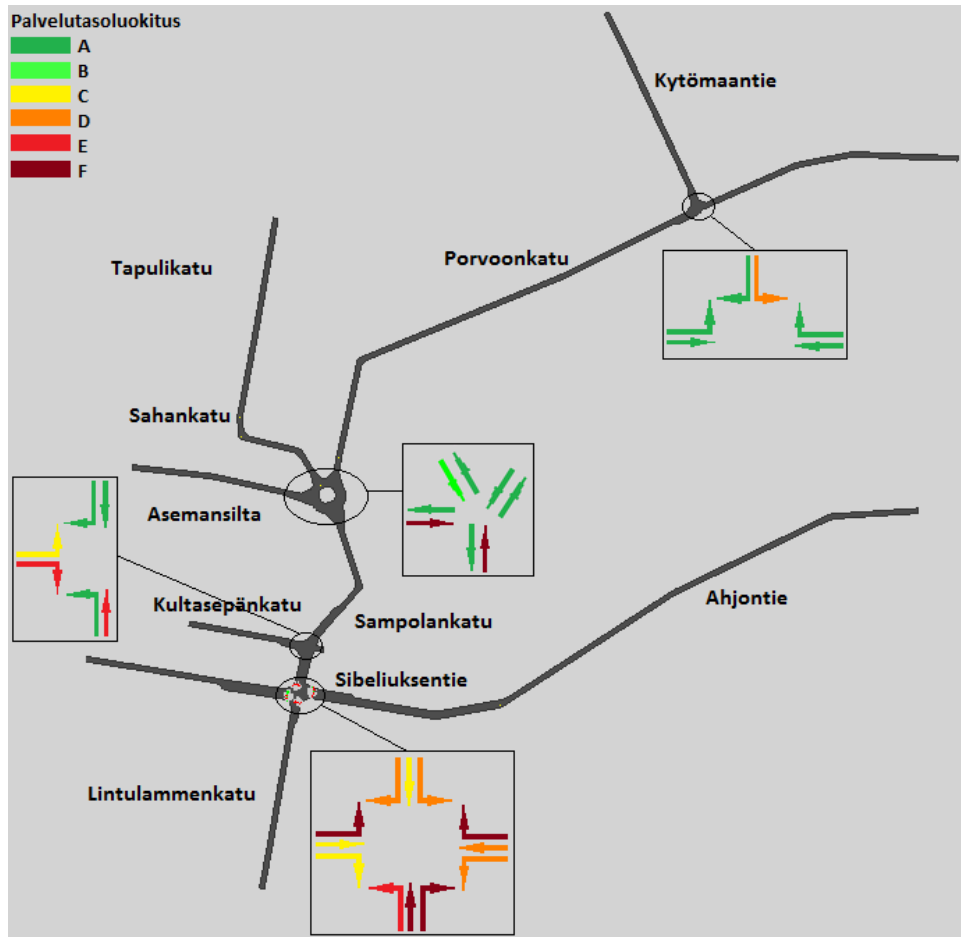 Palvelutasoluokitus
A
B
C
D
E
F
Kytömaantie
Tapulikatu
Porvoonkatu
Sahankatu
Asemansilta
Kultasepänkatu
Sampolankatu
Ahjontie
Sibeliuksentie
Lintulammenkatu